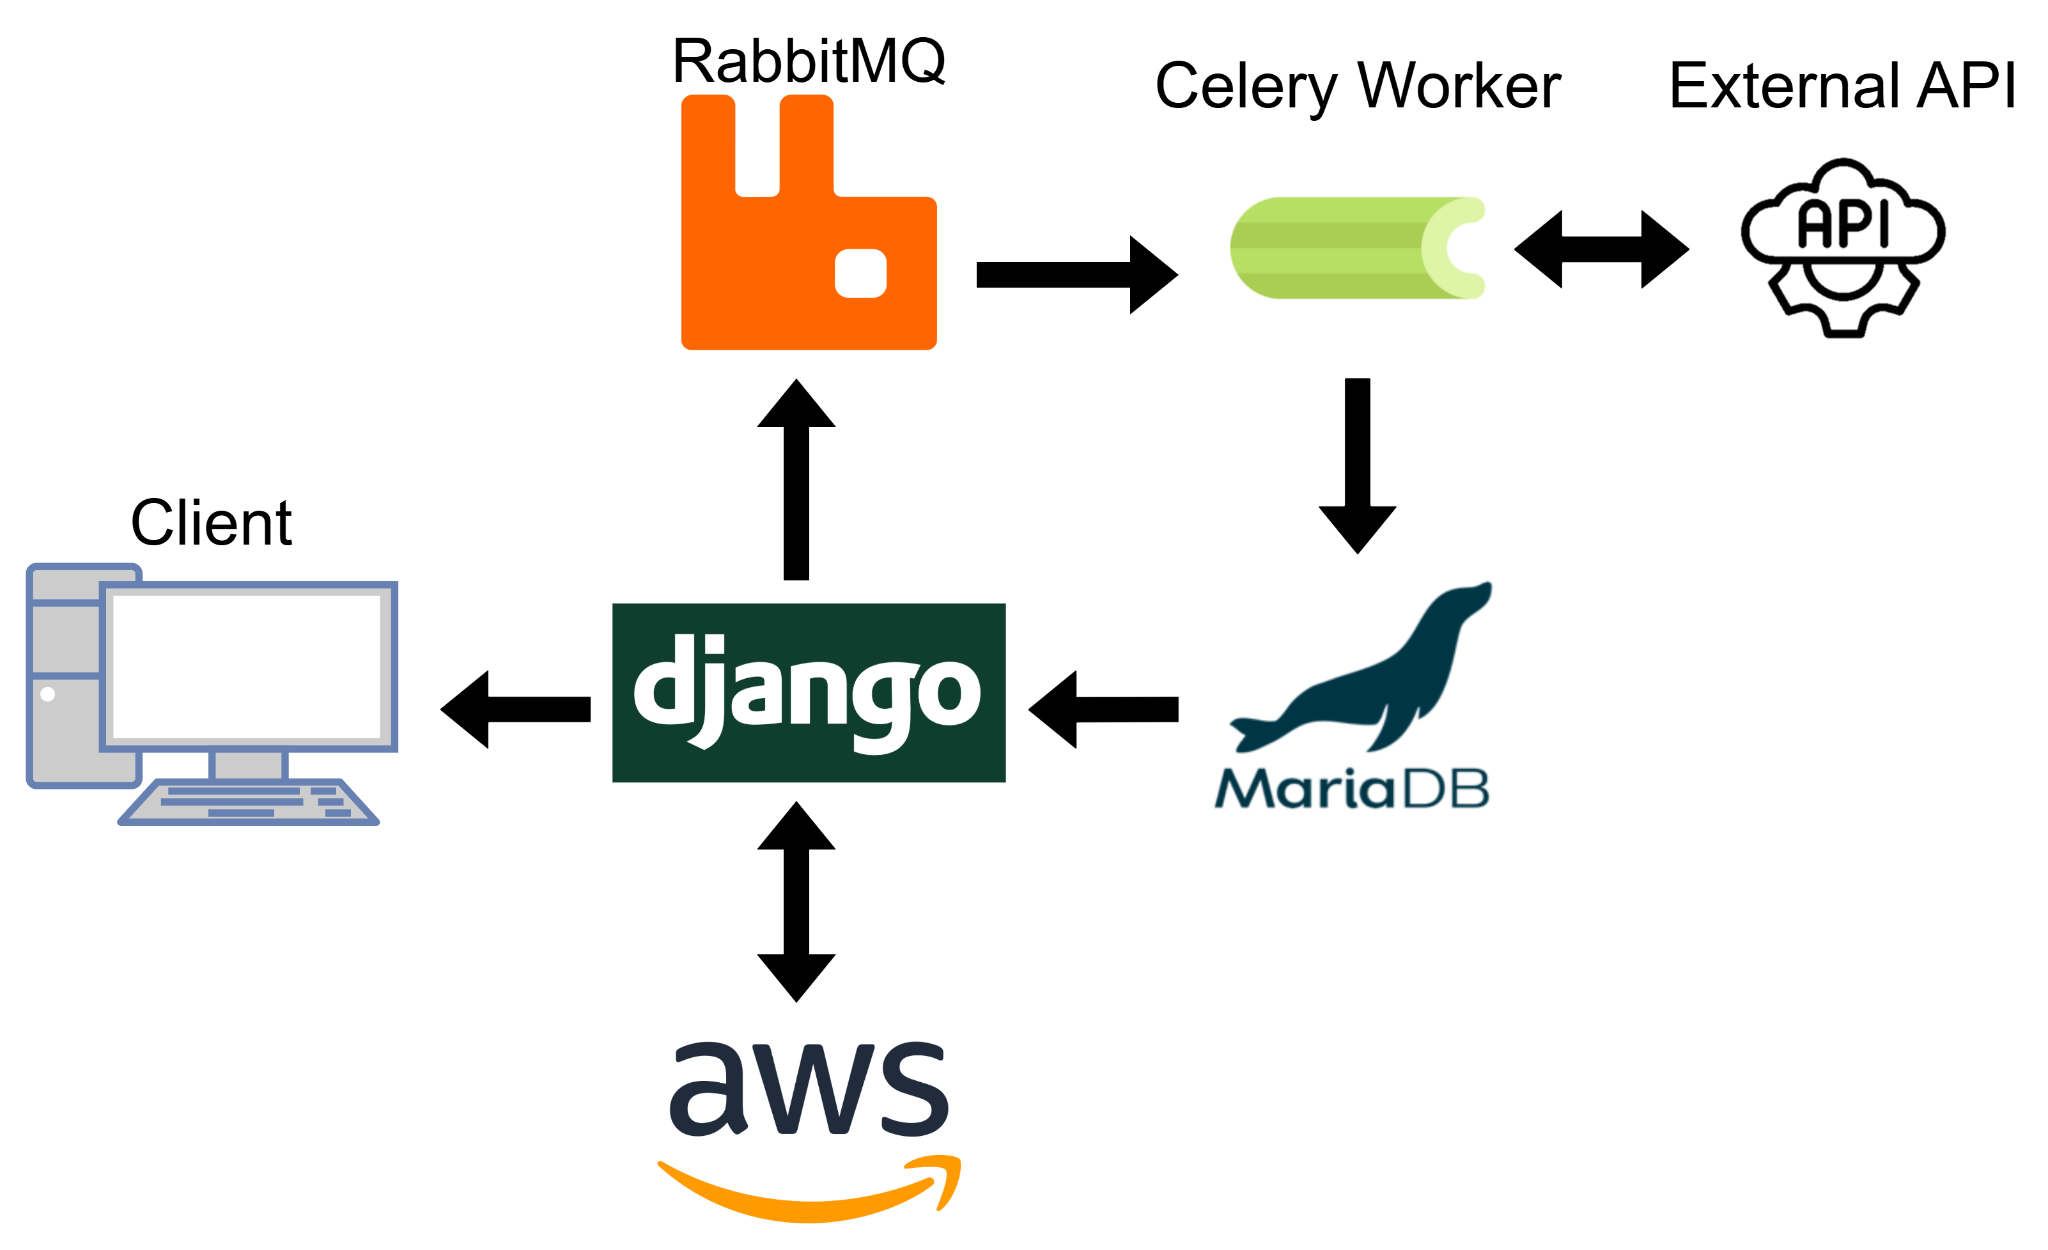 RabbitMQ
Celery Worker
External API
API
Client
django
MariaDB
aws